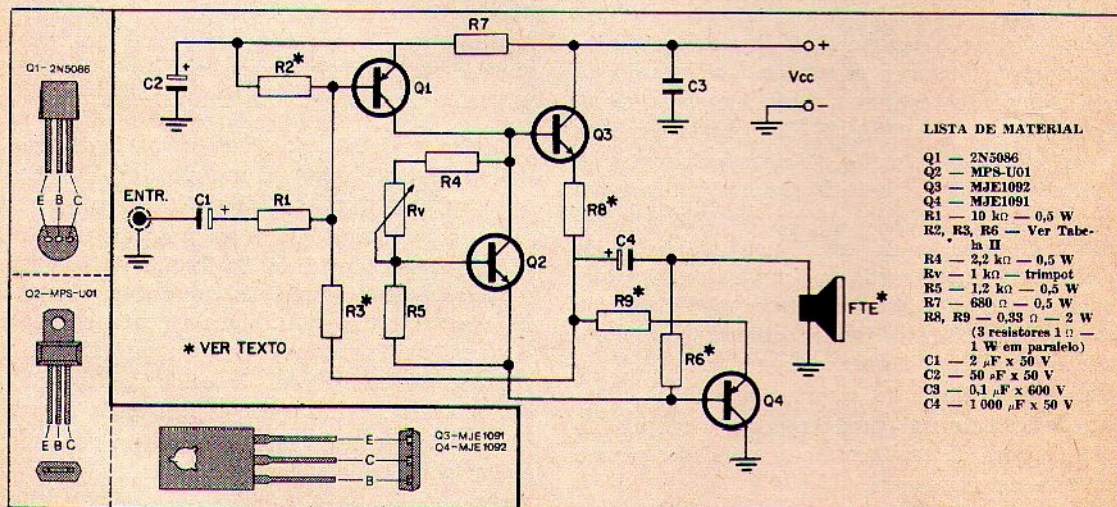 Q1-2N5086
E B C
Q2-MPS-U01
E B C
ENTR.
C1 +
R1
C2 +
R2*
Q1
R7
R4
Rv
R3*
R5
Q2
Q3
R8*
C4
+
R9*
R6*
Q4
C3
+
Vcc
-
FTE*
* VER TEXTO
E
C
B
Q3-MJE1091
Q4-MJE1092
LISTA DE MATERIAL
Q1 — 2N5086
Q2 — MPS-U01
Q3 — MJE1092
Q4 — MJE1091
R1 — 10 kΩ — 0,5 W
R2, R3, R6 — Ver Tabe-
la II
R4 — 2,2 kΩ — 0,5 W
Rv — 1 kΩ — trimpot
R5 — 1,2 kΩ — 0,5 W
R7 — 680 Ω — 0,5 W
R8, R9 — 0,33 Ω — 2 W
(3 resistores 1 Ω —
1 W em paralelo)
C1 — 2 μF x 50 V
C2 — 50 μF x 50 V
C3 — 0,1 μF x 600 V
C4 — 1 000 μF x 50 V